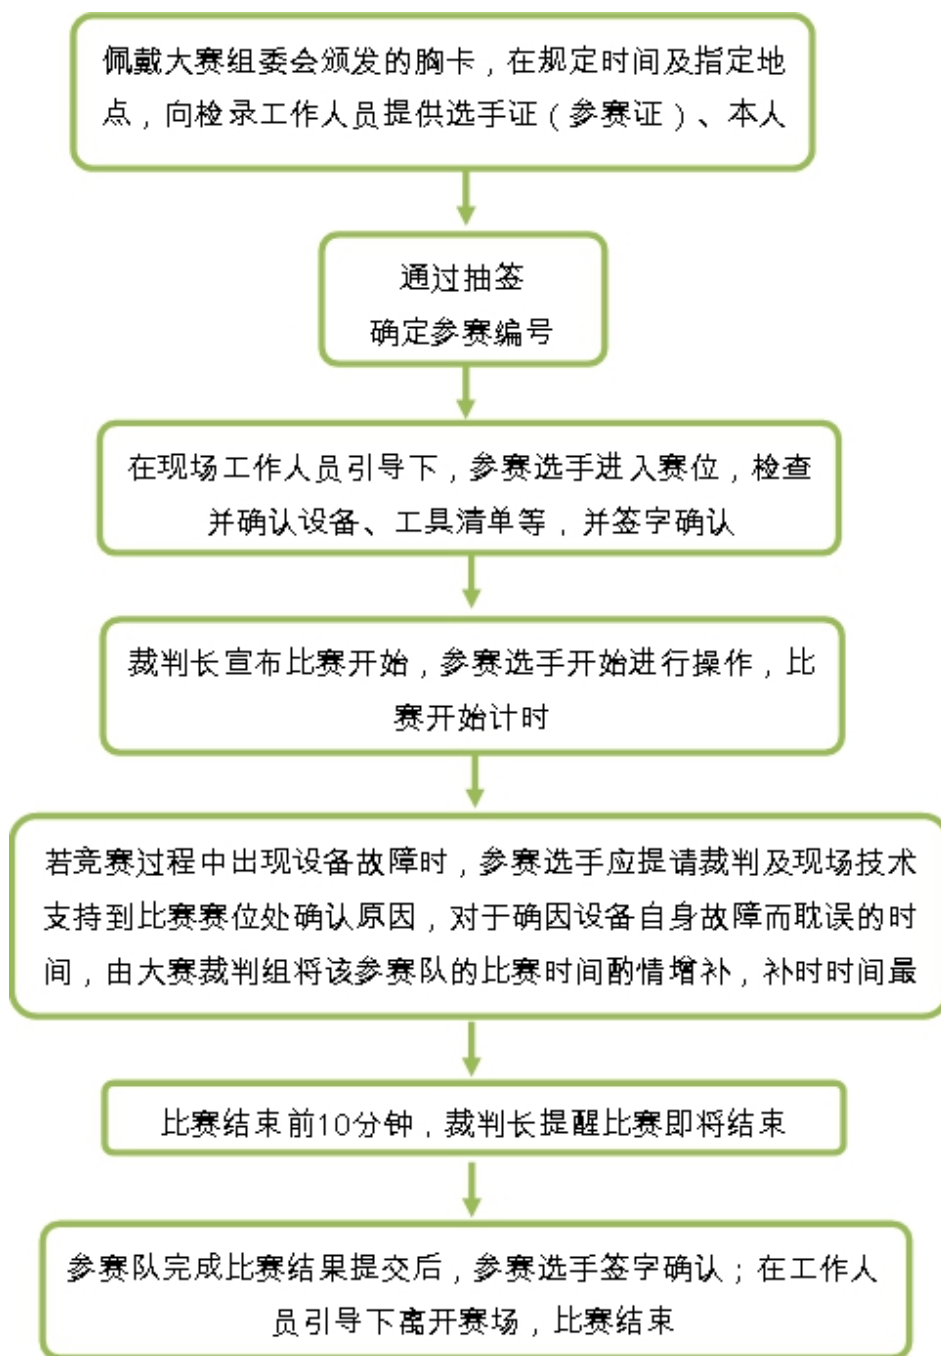 佩戴大赛组委会颁发的胸卡，在规定时间及指定地
点，向检录工作人员提供选手证（参赛证）、本人
通过抽签
确定参赛编号
在现场工作人员引导下，参赛选手进入赛位，检查
并确认设备、工具清单等，并签字确认
裁判长宣布比赛开始，参赛选手开始进行操作，比
赛开始计时
若竞赛过程中出现设备故障时，参赛选手应提请裁判及现场技术
支持到比赛赛位处确认原因，对于确因设备自身故障而耽误的时
间，由大赛裁判组将该参赛队的比赛时间酌情增补，补时时间最
比赛结束前10分钟，裁判长提醒比赛即将结束
参赛队完成比赛结果提交后，参赛选手签字确认；在工作人
员引导下离开赛场，比赛结束